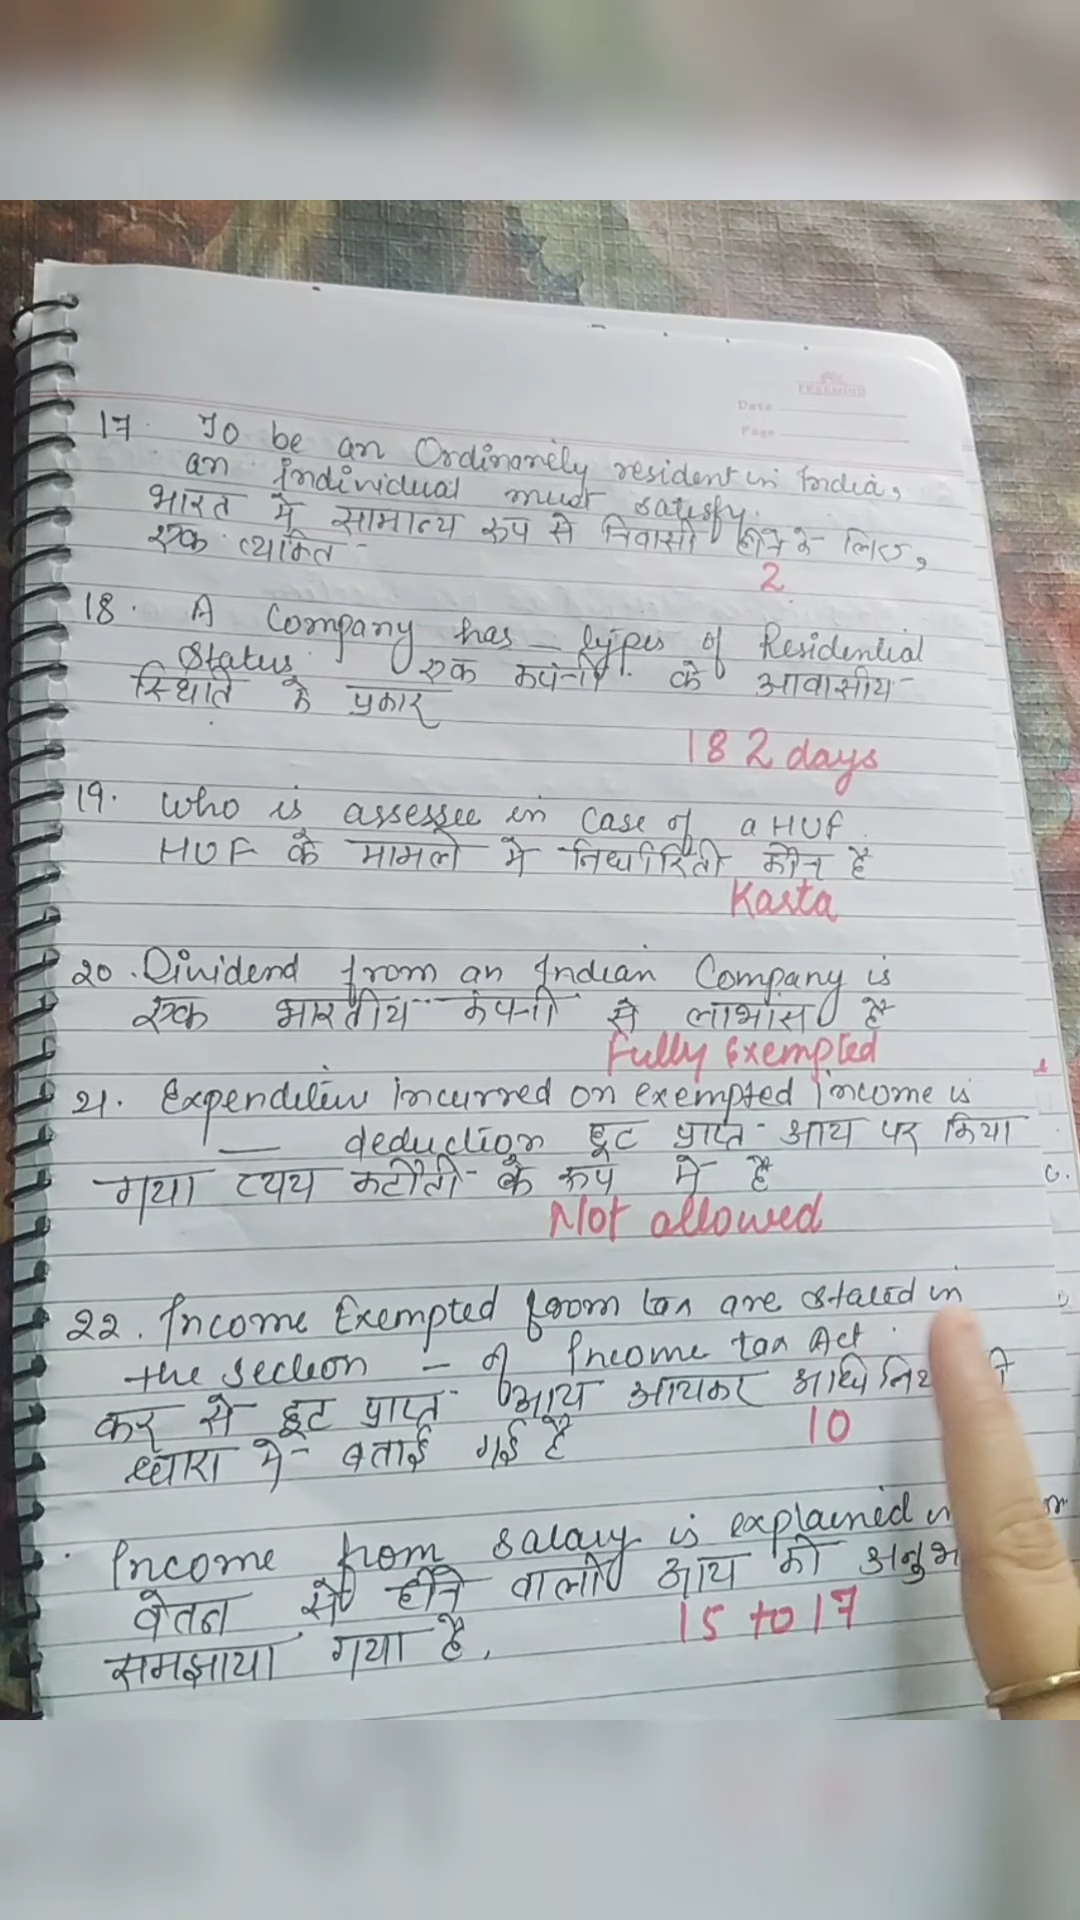 Date
Page
17. To be an Ordinarily resident in India,
an individual must satisfy.
भारत में सामान्य रूप से निवासी होने के लिए,
एक व्यक्ति -
2
18. A Company has _ types of Residential
Status. एक कंपनी के आवासीय
स्थिति के प्रकार
182 days
19. Who is assessee in case of a HUF.
HUF के मामले में निर्धारिती कौन है
Karta
20. Dividend from an Indian Company is
एक भारतीय कंपनी से लाभांस है
Fully Exempted
21. Expenditure incurred on exempted income is
_ deduction छूट प्राप्त आय पर किया
गया व्यय कटौती के रूप में है
Not allowed
22. Income Exempted from tax are stated in
the section - of Income tax Act.
कर से छूट प्राप्त आय आयकर
धारा में बताई गई है
10
Income from salary is explained
वेतन से होने वाली आय को
15 to 17
समझाया गया है.